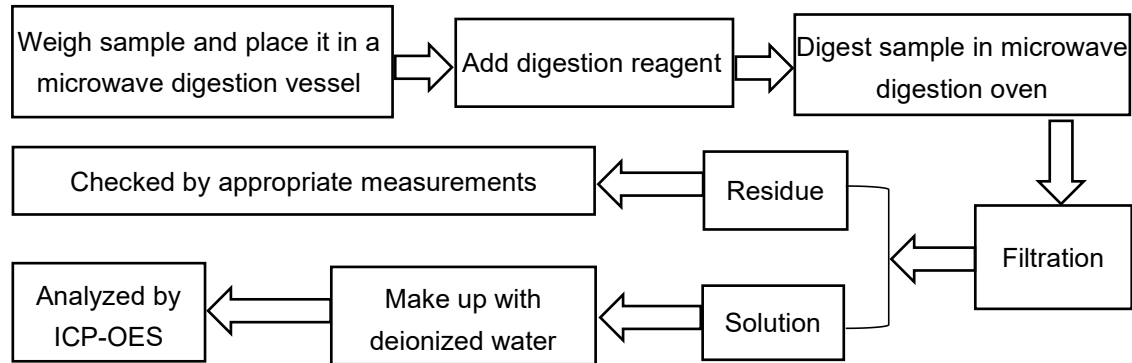 Weigh sample and place it in a
microwave digestion vessel
Add digestion reagent
Digest sample in microwave
digestion oven
Checked by appropriate measurements
Residue
Filtration
Analyzed by
ICP-OES
Make up with
deionized water
Solution